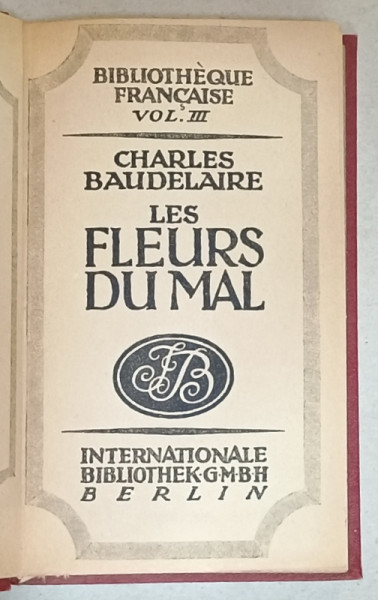 BIBLIOTHÈQUE
FRANÇAISE
VOL. III
CHARLES
BAUDELAIRE
LES
FLEURS
DU MAL
IB
INTERNATIONALE
BIBLIOTHEK·G·M·B·H
BERLIN